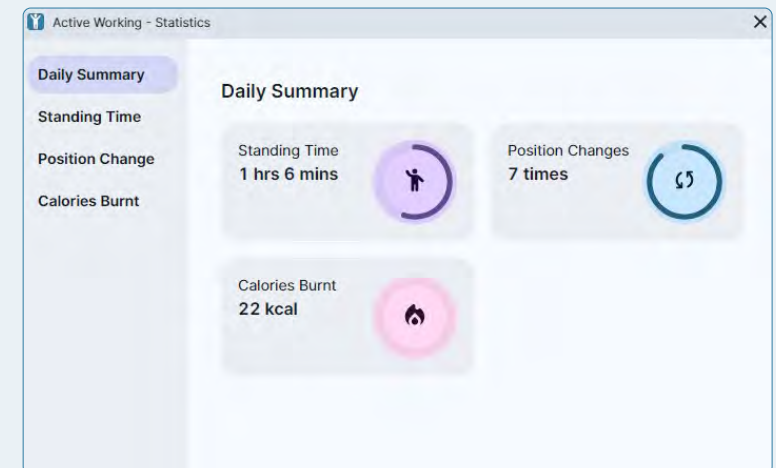 Active Working - Statistics
Daily Summary
Standing Time
Position Change
Calories Burnt
Daily Summary
Standing Time
1 hrs 6 mins
Position Changes
7 times
Calories Burnt
22 kcal